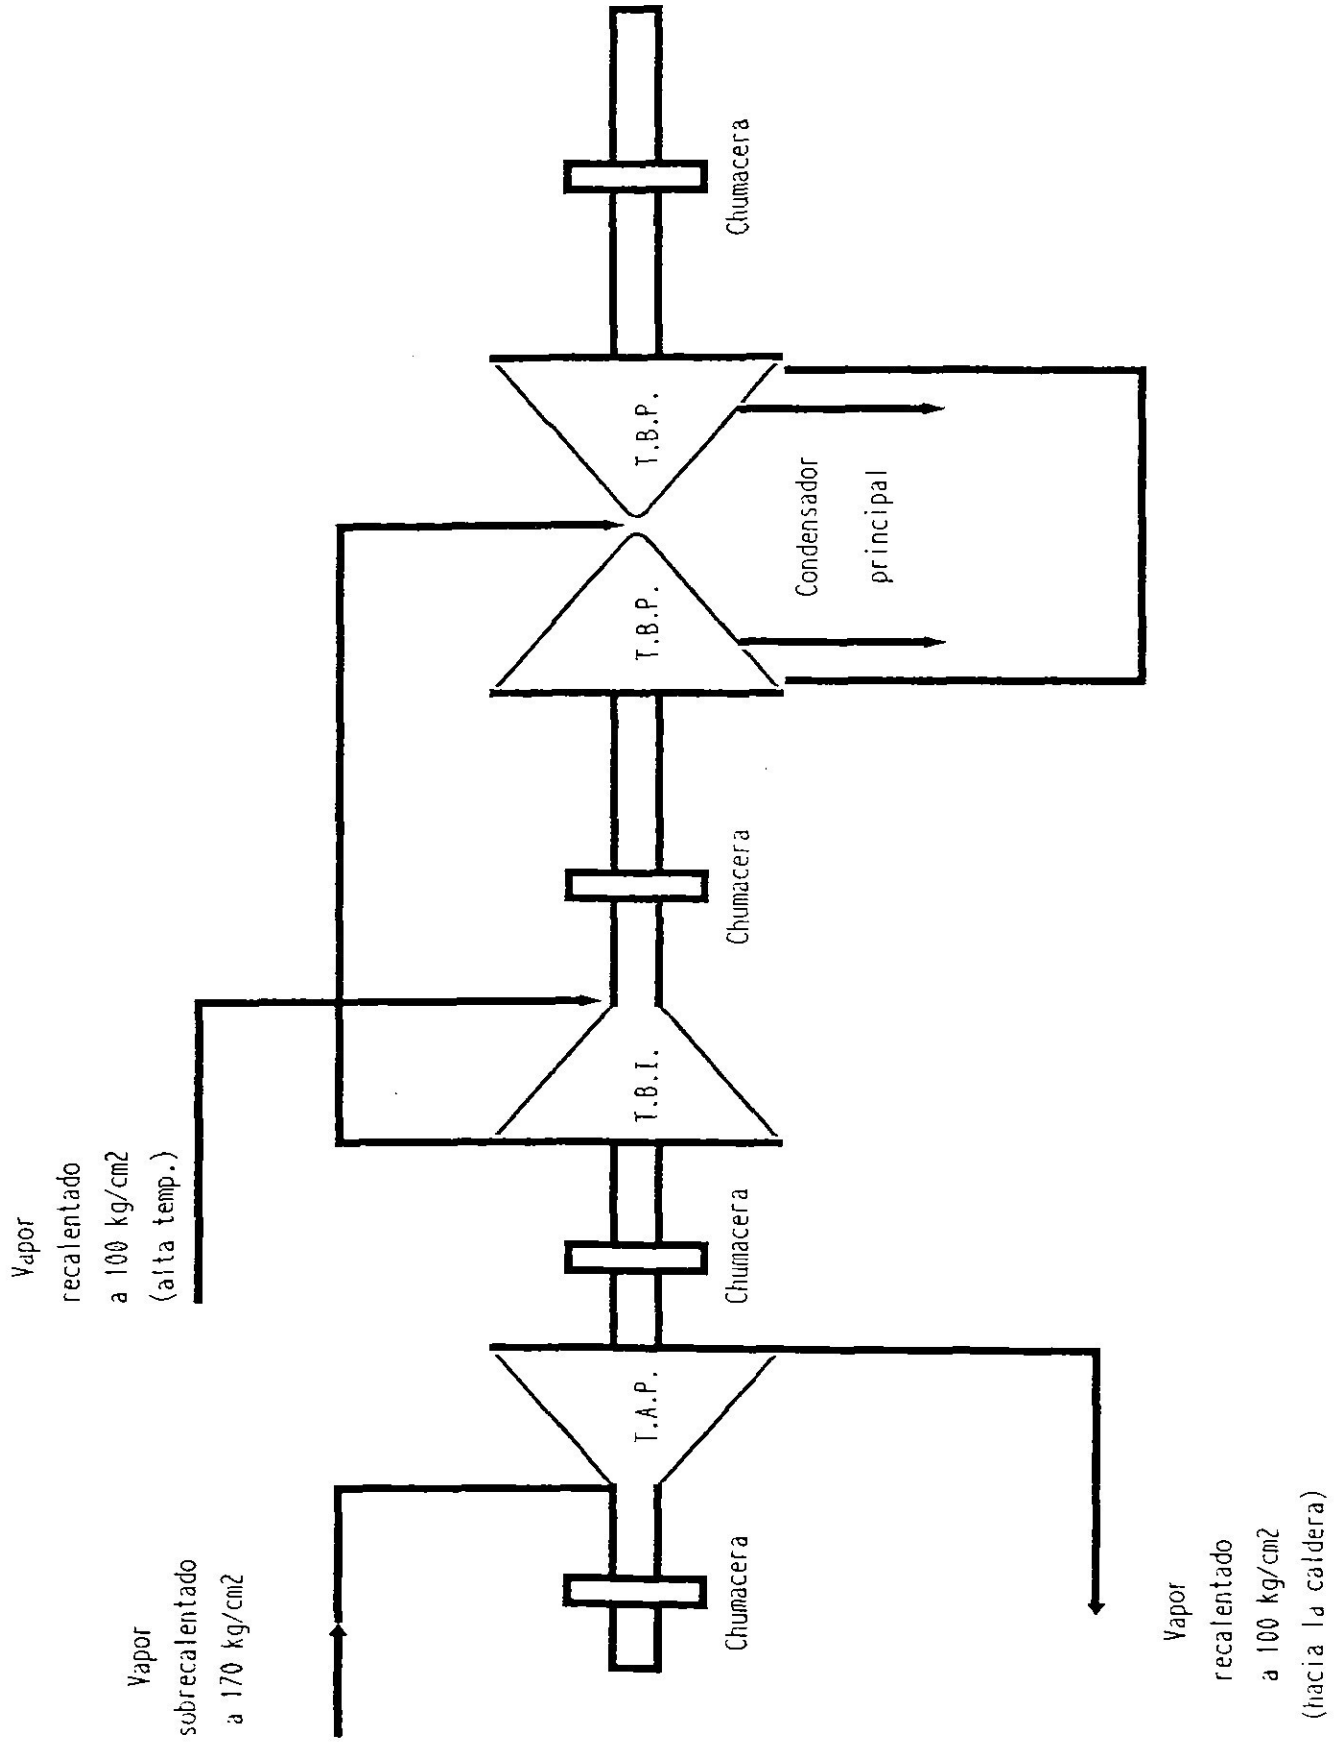 Vapor
sobrecalentado
a 170 kg/cm2
Vapor
recalentado
a 100 kg/cm2
(alta temp.)
T.A.P.
T.B.I.
T.B.P.
T.B.P.
Chumacera
Chumacera
Chumacera
Chumacera
Condensador
principal
Vapor
recalentado
a 100 kg/cm2
(hacia la caldera)